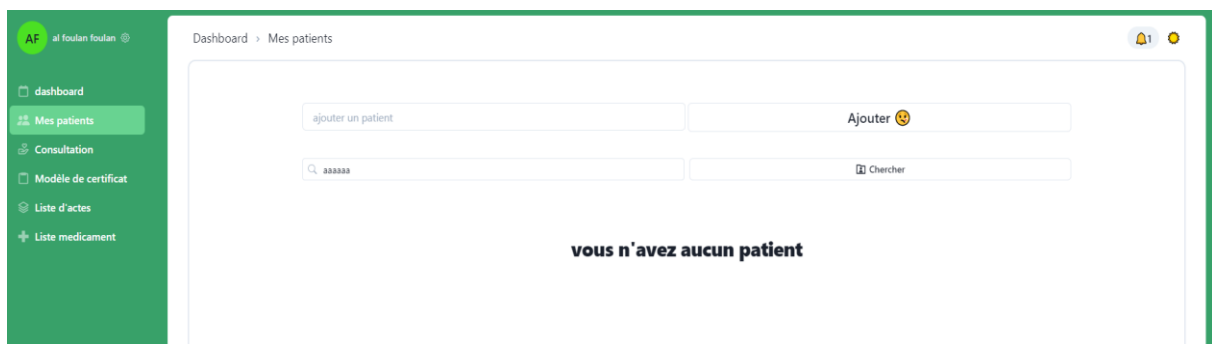 AF al foulan foulan
Dashboard > Mes patients
1
dashboard
Mes patients
Consultation
Modèle de certificat
Liste d'actes
Liste medicament
ajouter un patient
Ajouter
aaaaaa
Chercher
vous n'avez aucun patient